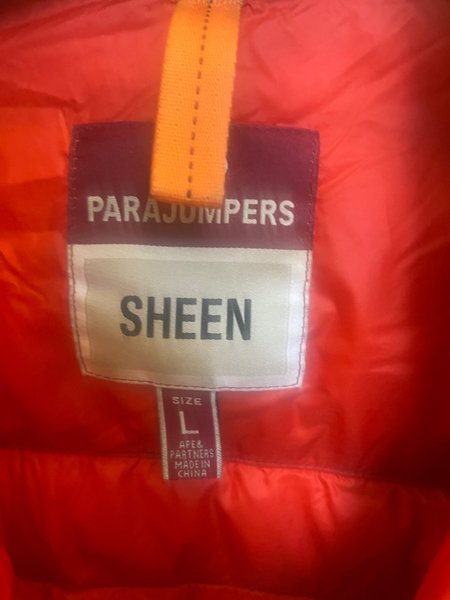 PARAJUMPERS
SHEEN
SIZE
L
APE&
PARTNERS
MADE IN
CHINA